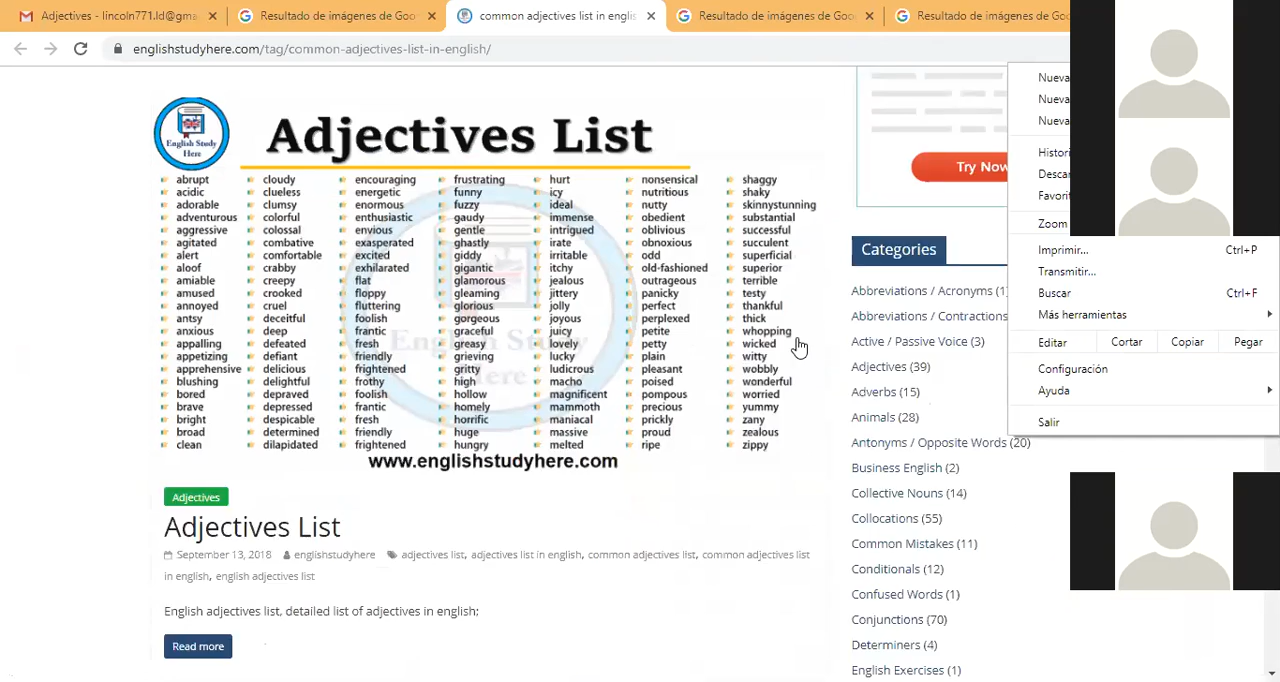 Adjectives - lincoln771.ld@gma
Resultado de imágenes de Goo
common adjectives list in englis
Resultado de imágenes de Goo
Resultado de imágenes de Goo
englishstudyhere.com/tag/common-adjectives-list-in-english/
English Study
Here
Adjectives List
abrupt cloudy encouraging frustrating hurt nonsensical shaggy
acidic clueless energetic funny icy nutritious shaky
adorable clumsy enormous fuzzy ideal nutty skinnystunning
adventurous colorful enthusiastic gaudy immense obedient substantial
aggressive colossal envious gentle intrigued oblivious successful
agitated combative exasperated ghastly irate obnoxious succulent
alert comfortable excited giddy irritable odd superficial
aloof crabby exhilarated gigantic itchy old-fashioned superior
amiable creepy flat glamorous jealous outrageous terrible
amused crooked floppy gleaming jittery panicky testy
annoyed cruel fluttering glorious jolly perfect thankful
antsy deceitful foolish gorgeous joyous perplexed thick
anxious deep frantic graceful juicy petite whopping
appalling defeated fresh greasy lovely petty wicked
appetizing defiant friendly grieving lucky plain witty
apprehensive delicious frightened gritty ludicrous pleasant wobbly
blushing delightful frothy high macho poised wonderful
bored depraved foolish hollow magnificent pompous worried
brave depressed frantic homely mammoth precious yummy
bright despicable fresh horrific maniacal prickly zany
broad determined friendly huge massive proud zealous
clean dilapidated frightened hungry melted ripe zippy
English Study
Here
www.englishstudyhere.com
Adjectives
Adjectives List
September 13, 2018 englishstudyhere adjectives list, adjectives list in english, common adjectives list, common adjectives list
in english, english adjectives list
English adjectives list, detailed list of adjectives in english;
Read more
Try Now
Categories
Abbreviations / Acronyms (1
Abbreviations / Contractions
Active / Passive Voice (3)
Adjectives (39)
Adverbs (15)
Animals (28)
Antonyms / Opposite Words (20)
Business English (2)
Collective Nouns (14)
Collocations (55)
Common Mistakes (11)
Conditionals (12)
Confused Words (1)
Conjunctions (70)
Determiners (4)
English Exercises (1)
Nueva
Nueva
Nueva
Histori
Descar
Favorit
Zoom
Imprimir... Ctrl+P
Transmitir...
Buscar Ctrl+F
Más herramientas
Editar Cortar Copiar Pegar
Configuración
Ayuda
Salir